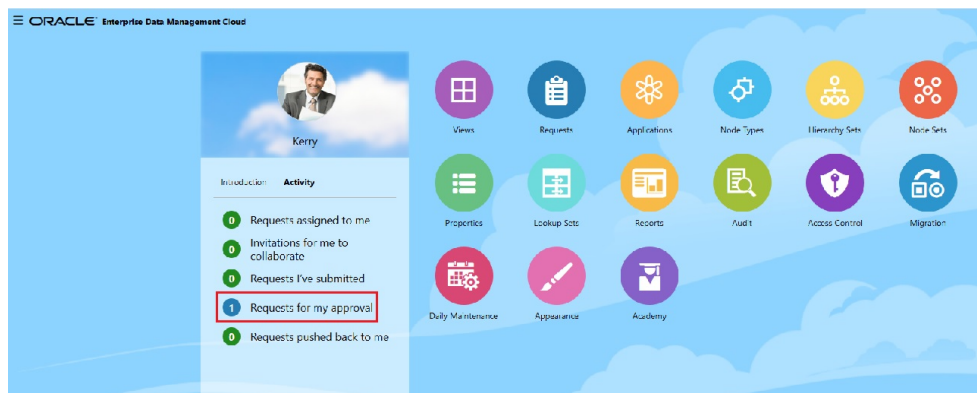 ORACLE Enterprise Data Management Cloud
Kerry
Introduction Activity
0 Requests assigned to me
0 Invitations for me to
collaborate
0 Requests I've submitted
1 Requests for my approval
0 Requests pushed back to me
Views Requests Applications Node Types Hierarchy Sets Node Sets
Properties Lookup Sets Reports Audit Access Control Migration
Daily Maintenance Appearance Academy